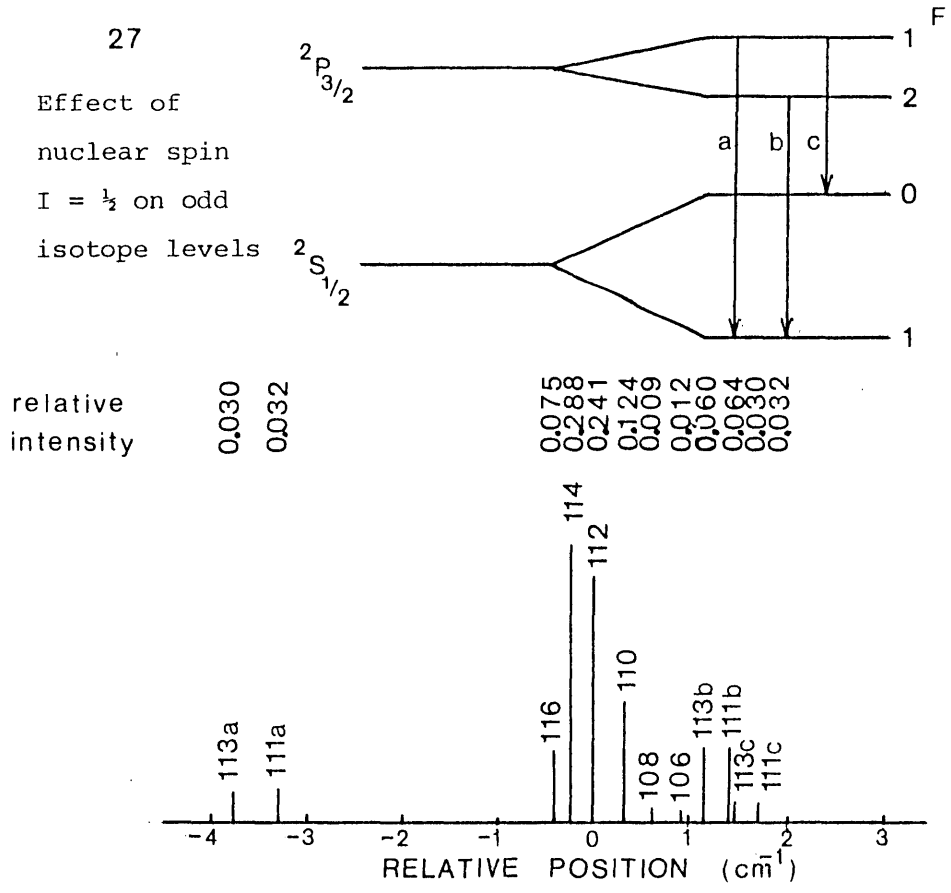 27
Effect of
nuclear spin
I = ½ on odd
isotope levels
F
²P₃/₂
1
2
a
b
c
0
²S₁/₂
1
relative
intensity
0.030
0.032
0.075
0.288
0.241
0.124
0.009
0.012
0.060
0.064
0.030
0.032
113a
111a
116
114
112
110
108
106
113b
111b
113c
111c
-4
-3
-2
-1
0
1
2
3
RELATIVE POSITION (cm⁻¹)